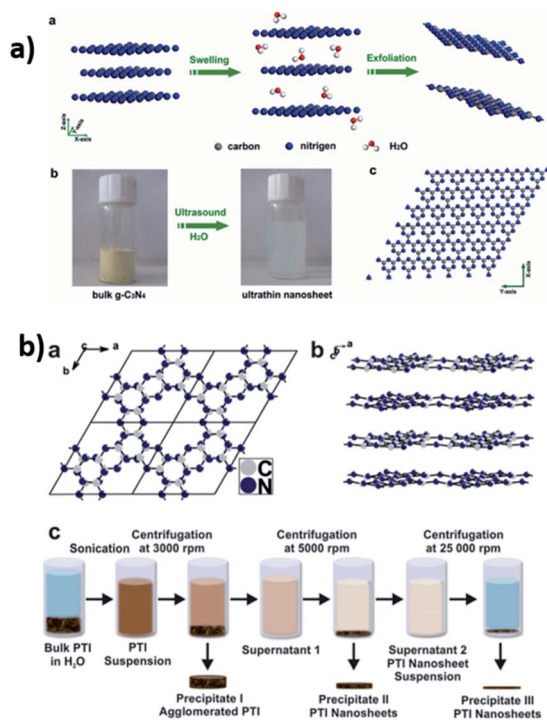 a)
a
Swelling
Exfoliation
Z-axis
Y-axis
X-axis
carbon
nitrigen
H₂O
b
Ultrasound
H₂O
bulk g-C₃N₄
ultrathin nanosheet
c
X-axis
Y-axis
b)
a
c
a
b
C
N
b
a
c
Sonication
Centrifugation
at 3000 rpm
Centrifugation
at 5000 rpm
Centrifugation
at 25 000 rpm
Bulk PTI
in H₂O
PTI
Suspension
Supernatant 1
Supernatant 2
PTI Nanosheet
Suspension
Precipitate I
Agglomerated PTI
Precipitate II
PTI Nanosheets
Precipitate III
PTI Nanosheets